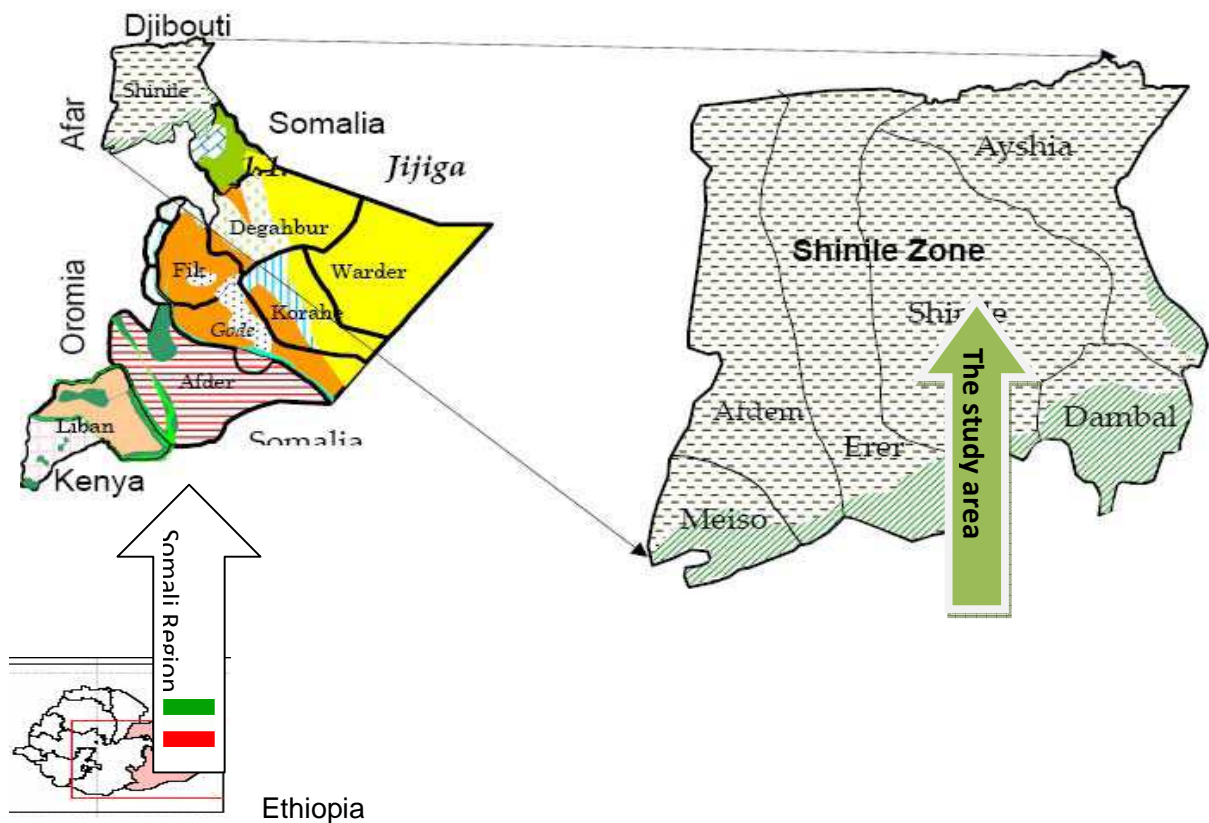 Djibouti
Shinile
Afar
Somalia
Jijiga
Degahbur
Fik
Warder
Korahe
Gode
Oromia
Afder
Liban
Somalia
Kenya
Somali Region
Ethiopia
Ayshia
Shinile Zone
Shinile
The study area
Afdem
Erer
Dambal
Meiso